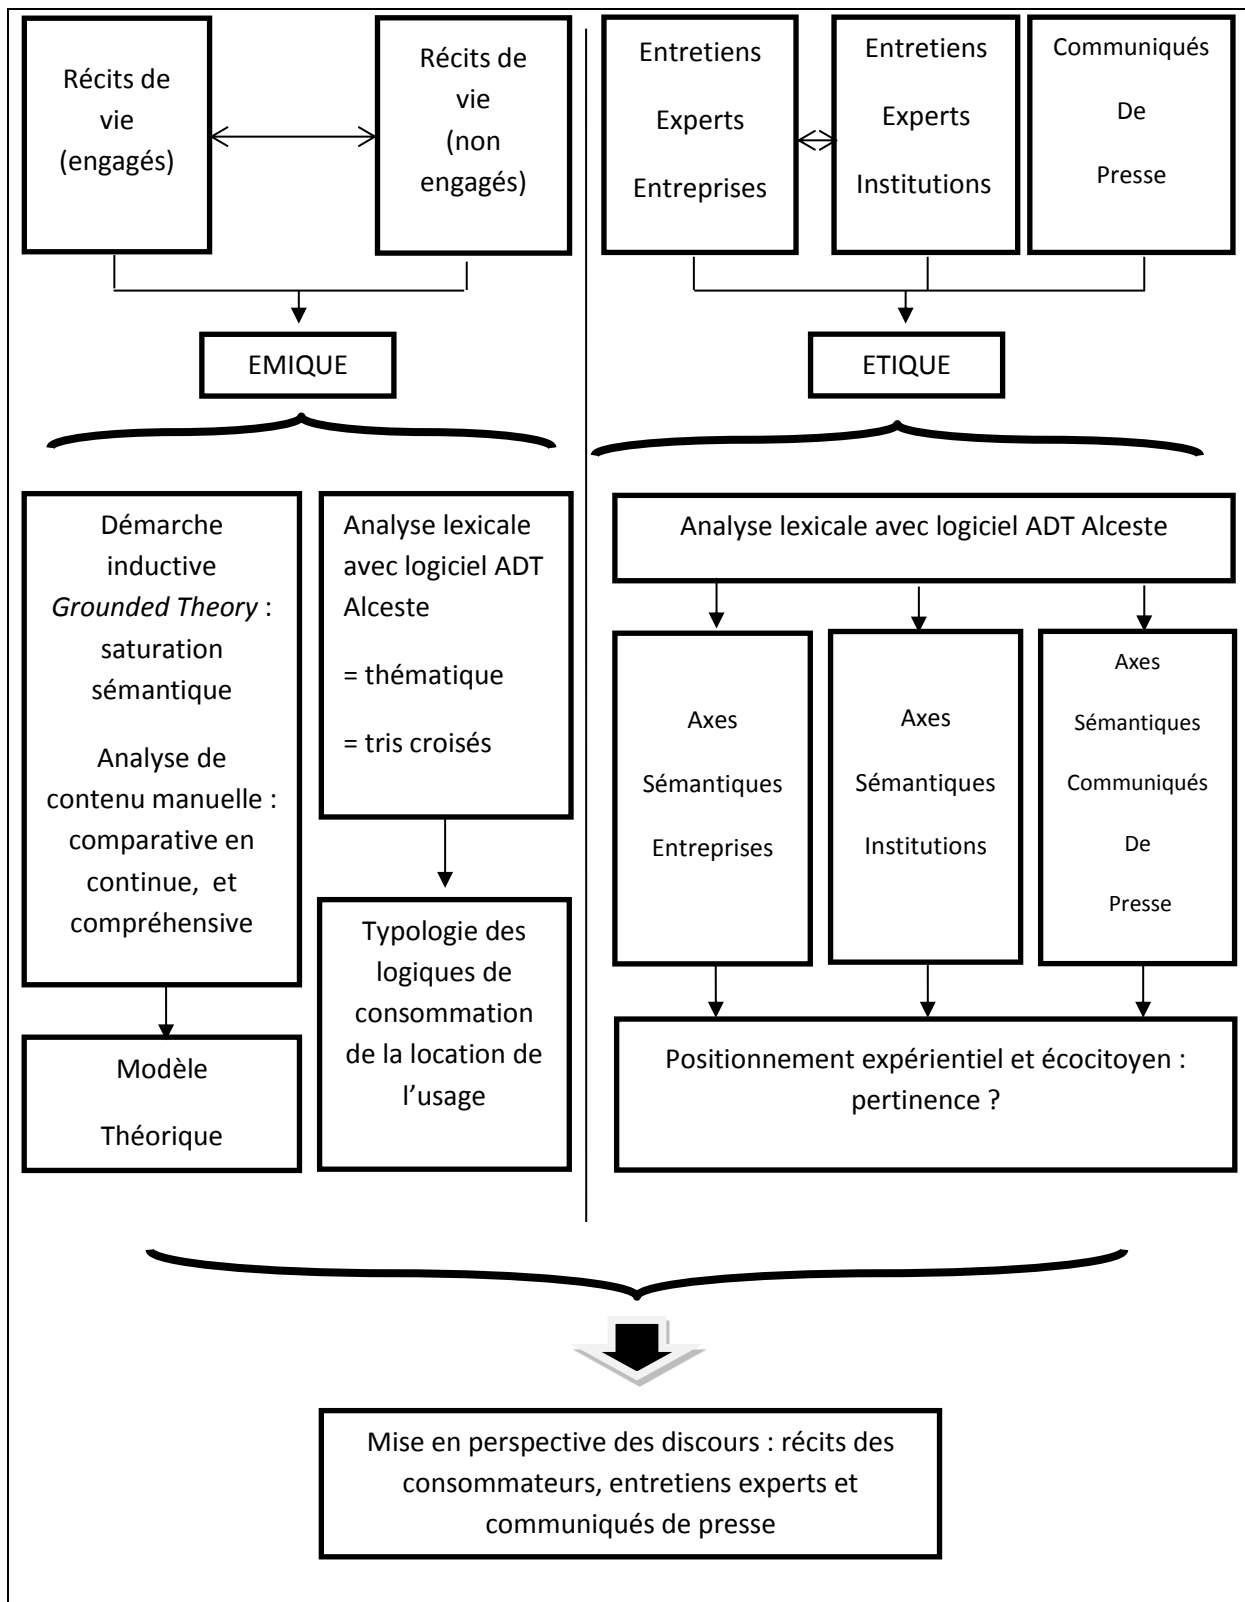 Récits de
vie
(engagés)
Récits de
vie
(non
engagés)
Entretiens
Experts
Entreprises
Entretiens
Experts
Institutions
Communiqués
De
Presse
EMIQUE
ETIQUE
Démarche
inductive
Grounded Theory :
saturation
sémantique
Analyse de
contenu manuelle :
comparative en
continue, et
compréhensive
Analyse lexicale
avec logiciel ADT
Alceste
= thématique
= tris croisés
Modèle
Théorique
Typologie des
logiques de
consommation
de la location de
l'usage
Analyse lexicale avec logiciel ADT Alceste
Axes
Sémantiques
Entreprises
Axes
Sémantiques
Institutions
Axes
Sémantiques
Communiqués
De
Presse
Positionnement expérientiel et écocitoyen :
pertinence ?
Mise en perspective des discours : récits des
consommateurs, entretiens experts et
communiqués de presse